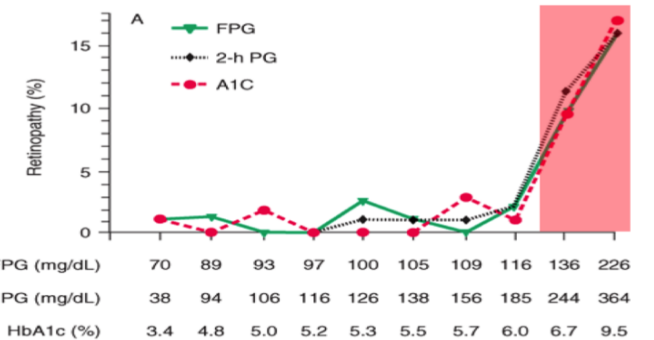 A
FPG
2-h PG
A1C
Retinopathy (%)
15
10
5
0
PG (mg/dL) 70 89 93 97 100 105 109 116 136 226
PG (mg/dL) 38 94 106 116 126 138 156 185 244 364
HbA1c (%) 3.4 4.8 5.0 5.2 5.3 5.5 5.7 6.0 6.7 9.5